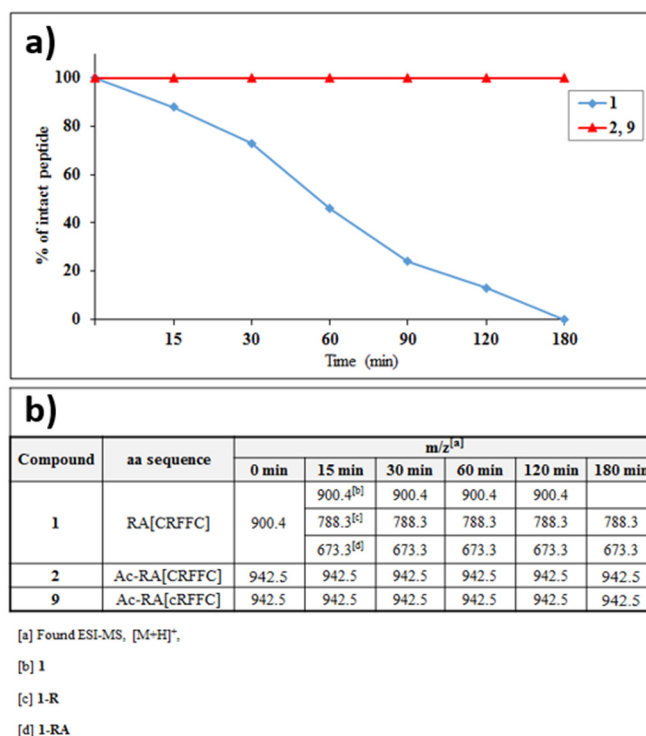 a)
100
80
60
40
20
0
% of intact peptide
15 30 60 90 120 180
Time (min)
1
2, 9
b)
Compound aa sequence m/z[a]
0 min 15 min 30 min 60 min 120 min 180 min
1 RA[CRFFC] 900.4 900.4[b] 900.4 900.4 900.4
788.3[c] 788.3 788.3 788.3 788.3
673.3[d] 673.3 673.3 673.3 673.3
2 Ac-RA[CRFFC] 942.5 942.5 942.5 942.5 942.5 942.5
9 Ac-RA[cRFFC] 942.5 942.5 942.5 942.5 942.5 942.5
[a] Found ESI-MS, [M+H]+,
[b] 1
[c] 1-R
[d] 1-RA